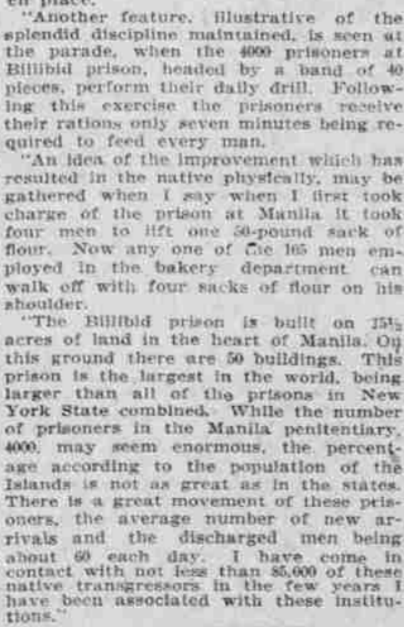 en place.
"Another feature, illustrative of the
splendid discipline maintained, is seen at
the parade, when the 4000 prisoners at
Billibid prison, headed by a band of 40
pieces, perform their daily drill. Follow-
ing this exercise the prisoners receive
their rations only seven minutes being re-
quired to feed every man.
"An idea of the improvement which has
resulted in the native physically, may be
gathered when I say when I first took
charge of the prison at Manila it took
four men to lift one 50-pound sack of
flour. Now any one of the 165 men em-
ployed in the bakery department can
walk off with four sacks of flour on his
shoulder.
"The Billibid prison is built on 15½
acres of land in the heart of Manila. On
this ground there are 50 buildings. This
prison is the largest in the world, being
larger than all of the prisons in New
York State combined. While the number
of prisoners in the Manila penitentiary,
4000, may seem enormous, the percent-
age according to the population of the
Islands is not as great as in the states.
There is a great movement of these pris-
oners, the average number of new ar-
rivals and the discharged men being
about 60 each day. I have come in
contact with not less than 85,000 of these
native transgressors in the few years I
have been associated with these institu-
tions."